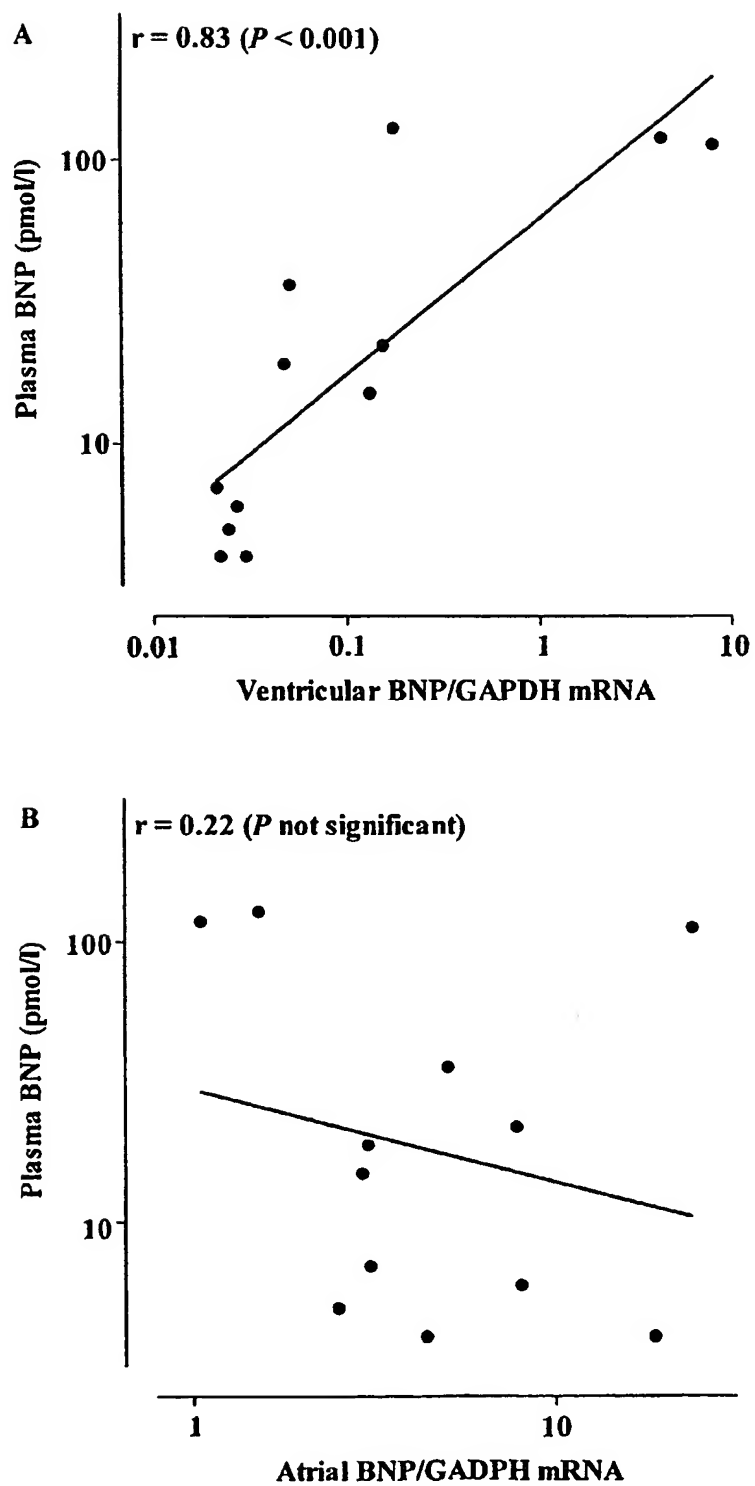 A
r = 0.83 (P < 0.001)
Plasma BNP (pmol/l)
100
10
0.01 0.1 1 10
Ventricular BNP/GAPDH mRNA
B
r = 0.22 (P not significant)
Plasma BNP (pmol/l)
100
10
1 10
Atrial BNP/GADPH mRNA